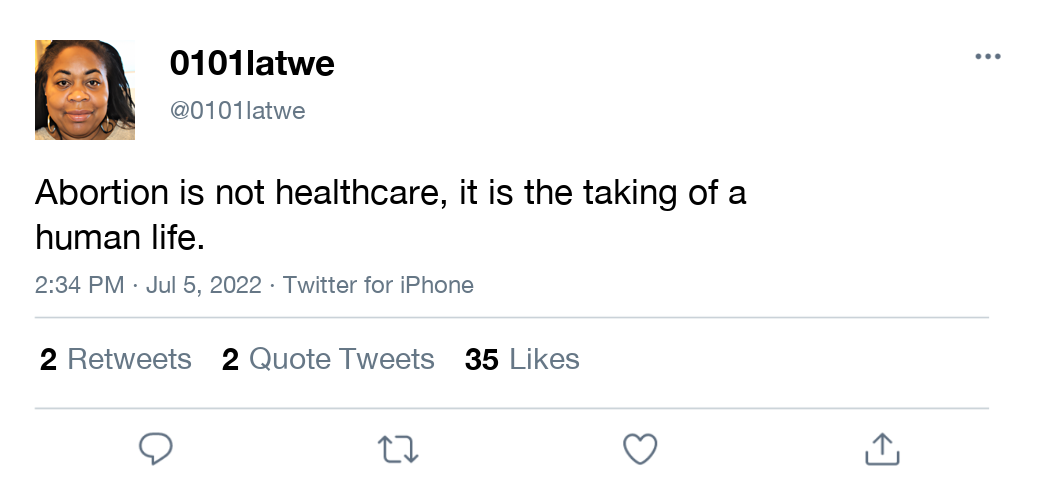 0101latwe
@0101latwe
Abortion is not healthcare, it is the taking of a
human life.
2:34 PM · Jul 5, 2022 · Twitter for iPhone
2 Retweets 2 Quote Tweets 35 Likes